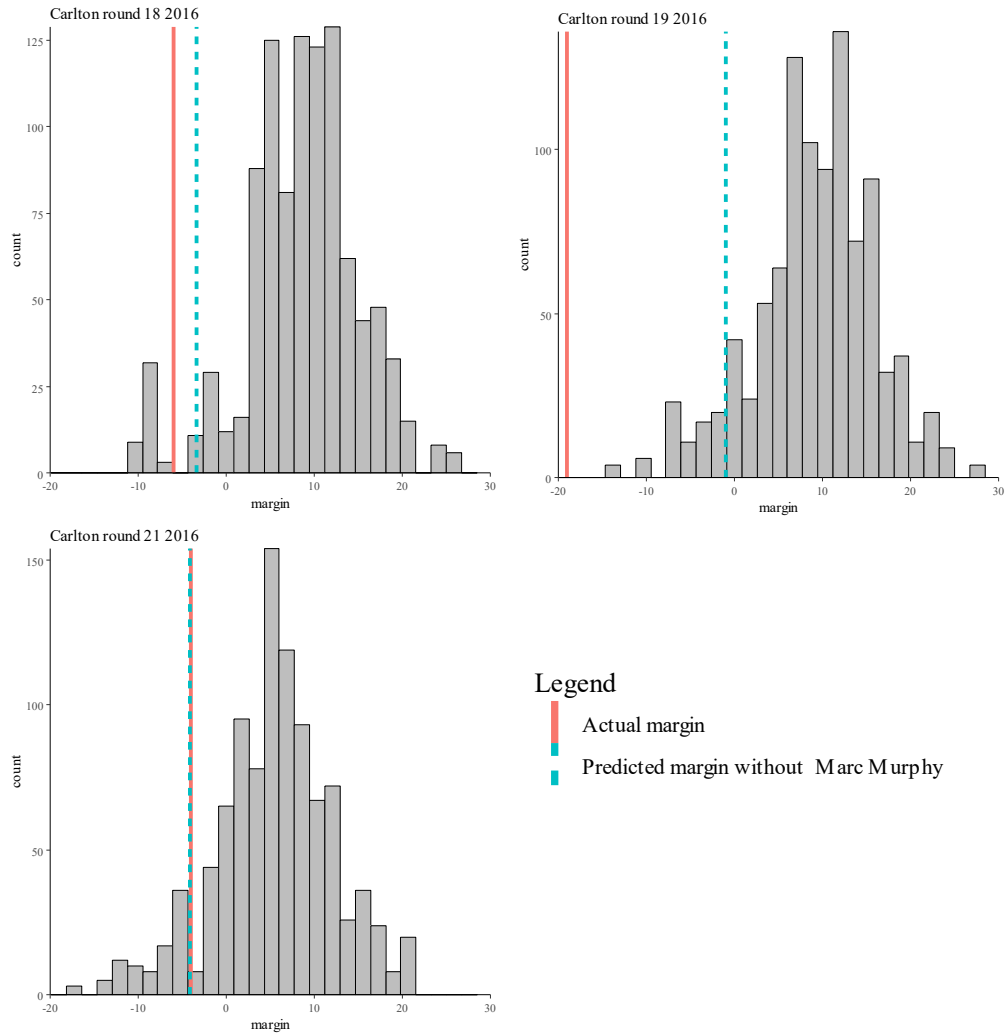 Carlton round 18 2016
125
100
75
50
25
0
count
-20
-10
0
10
20
30
margin
Carlton round 19 2016
100
50
0
count
-20
-10
0
10
20
30
margin
Carlton round 21 2016
150
100
50
0
count
-20
-10
0
10
20
30
margin
Legend
Actual margin
Predicted margin without Marc Murphy